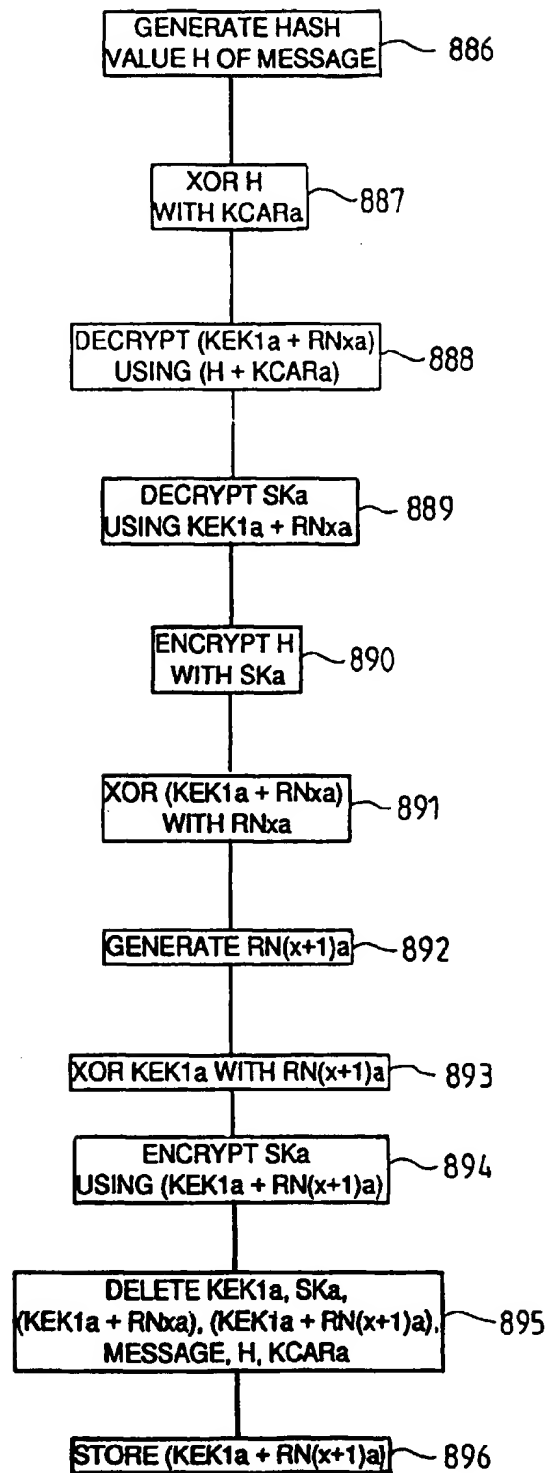 GENERATE HASH
VALUE H OF MESSAGE
886
XOR H
WITH KCARa
887
DECRYPT (KEK1a + RNxa)
USING (H + KCARa)
888
DECRYPT SKa
USING KEK1a + RNxa
889
ENCRYPT H
WITH SKa
890
XOR (KEK1a + RNxa)
WITH RNxa
891
GENERATE RN(x+1)a
892
XOR KEK1a WITH RN(x+1)a
893
ENCRYPT SKa
USING (KEK1a + RN(x+1)a)
894
DELETE KEK1a, SKa,
(KEK1a + RNxa), (KEK1a + RN(x+1)a),
MESSAGE, H, KCARa
895
STORE (KEK1a + RN(x+1)a)
896